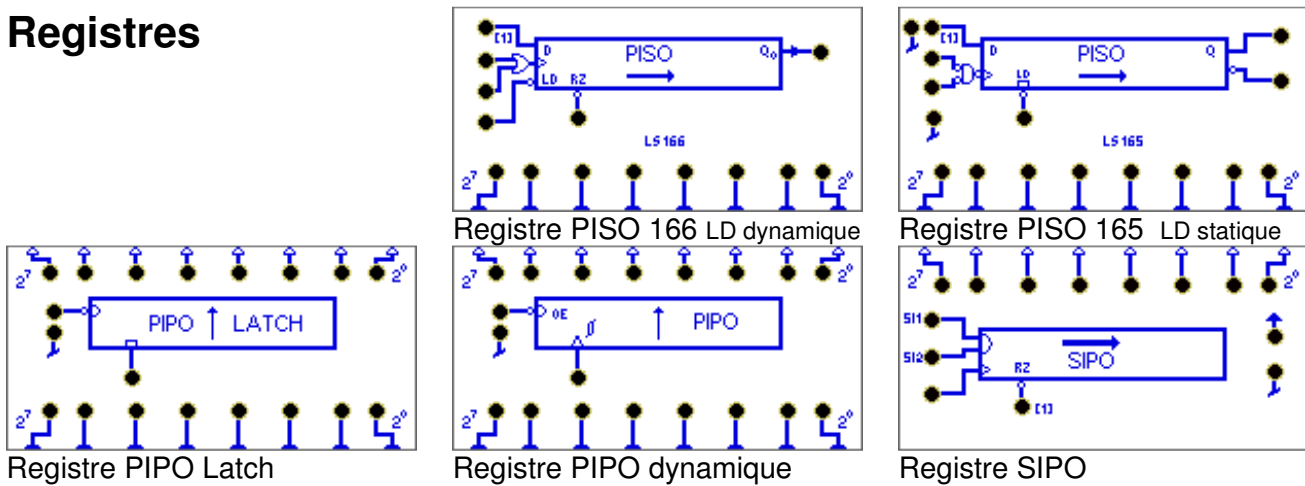 Registres
[1]
D PISO Q₀
LD RZ
LS166
2⁷ 2⁰
Registre PISO 166 LD dynamique
[1]
D PISO Q
LD
LS165
2⁷ 2⁰
Registre PISO 165 LD statique
2⁷ 2⁰
PIPO LATCH
2⁷ 2⁰
Registre PIPO Latch
2⁷ 2⁰
OE PIPO
2⁷ 2⁰
Registre PIPO dynamique
2⁷ 2⁰
SI1
SI2 SIPO
RZ
[1]
Registre SIPO